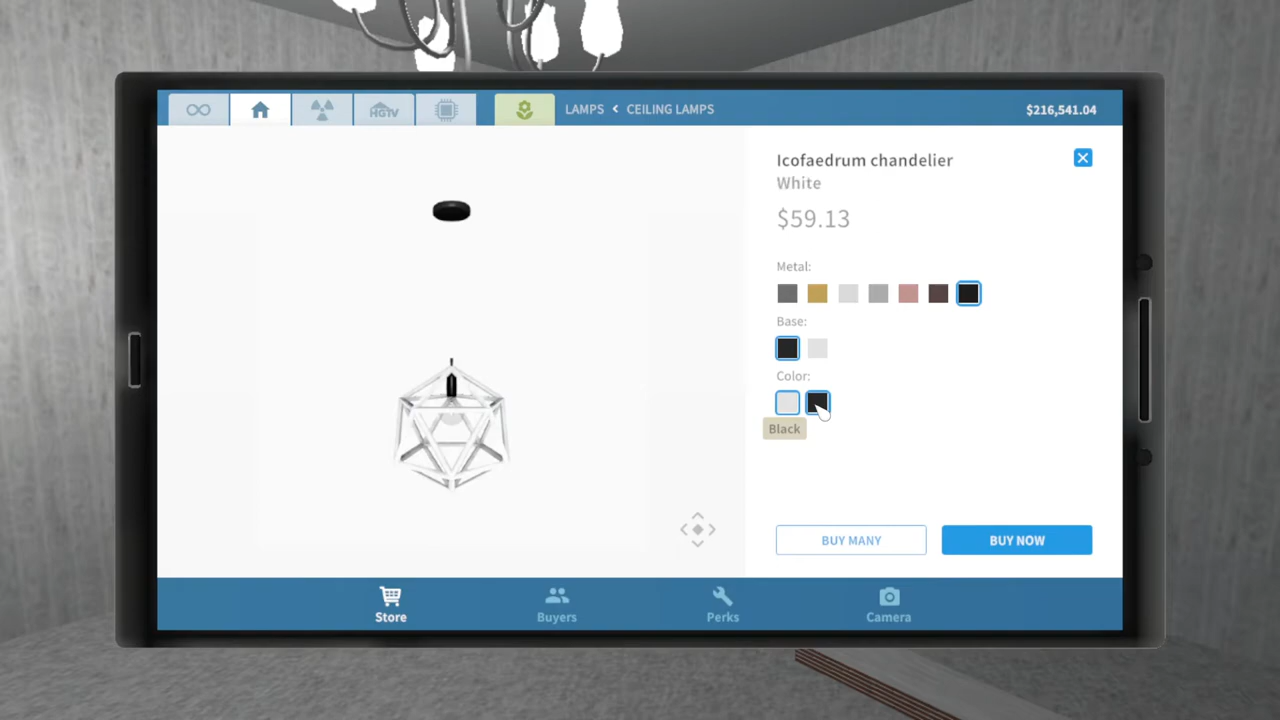 HGTV
LAMPS < CEILING LAMPS
$216,541.04
Icofaedrum chandelier
White
$59.13
Metal:
Base:
Color:
Black
BUY MANY
BUY NOW
Store
Buyers
Perks
Camera